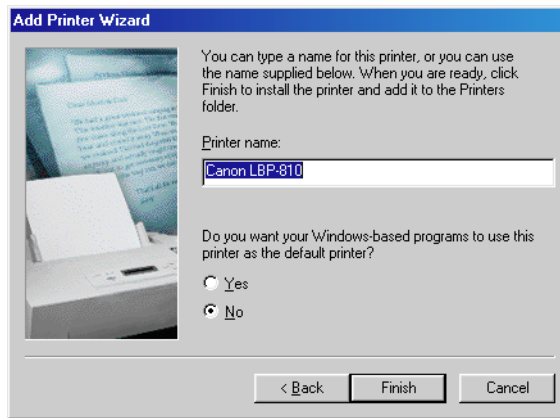 Add Printer Wizard
You can type a name for this printer, or you can use
the name supplied below. When you are ready, click
Finish to install the printer and add it to the Printers
folder.
Printer name:
Canon LBP-810
Do you want your Windows-based programs to use this
printer as the default printer?
Yes
No
< Back
Finish
Cancel